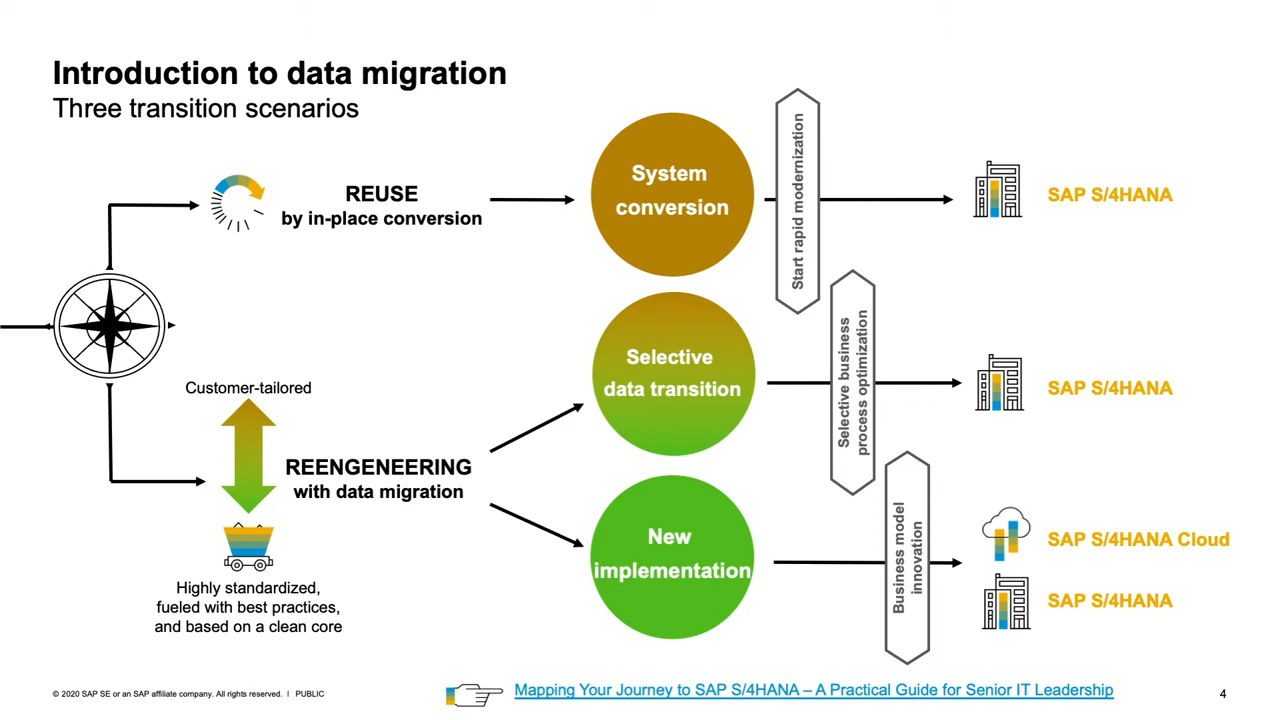 Introduction to data migration
Three transition scenarios
REUSE
by in-place conversion
System
conversion
Start rapid modernization
SAP S/4HANA
Customer-tailored
REENGENEERING
with data migration
Highly standardized,
fueled with best practices,
and based on a clean core
Selective
data transition
Selective business
process optimization
SAP S/4HANA
New
implementation
Business model
innovation
SAP S/4HANA Cloud
SAP S/4HANA
© 2020 SAP SE or an SAP affiliate company. All rights reserved. | PUBLIC
Mapping Your Journey to SAP S/4HANA – A Practical Guide for Senior IT Leadership
4